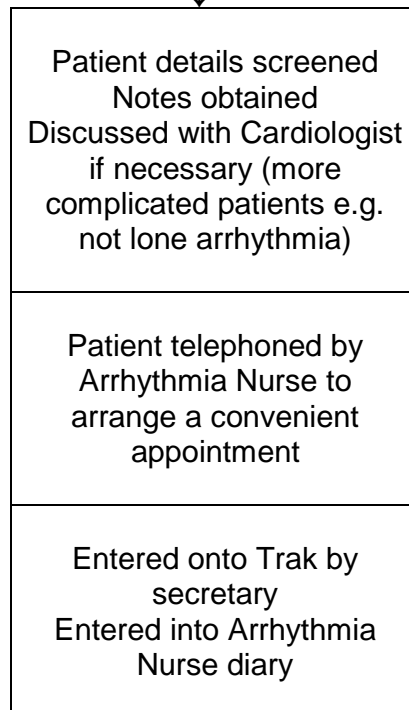 Patient details screened
Notes obtained
Discussed with Cardiologist
if necessary (more
complicated patients e.g.
not lone arrhythmia)
Patient telephoned by
Arrhythmia Nurse to
arrange a convenient
appointment
Entered onto Trak by
secretary
Entered into Arrhythmia
Nurse diary